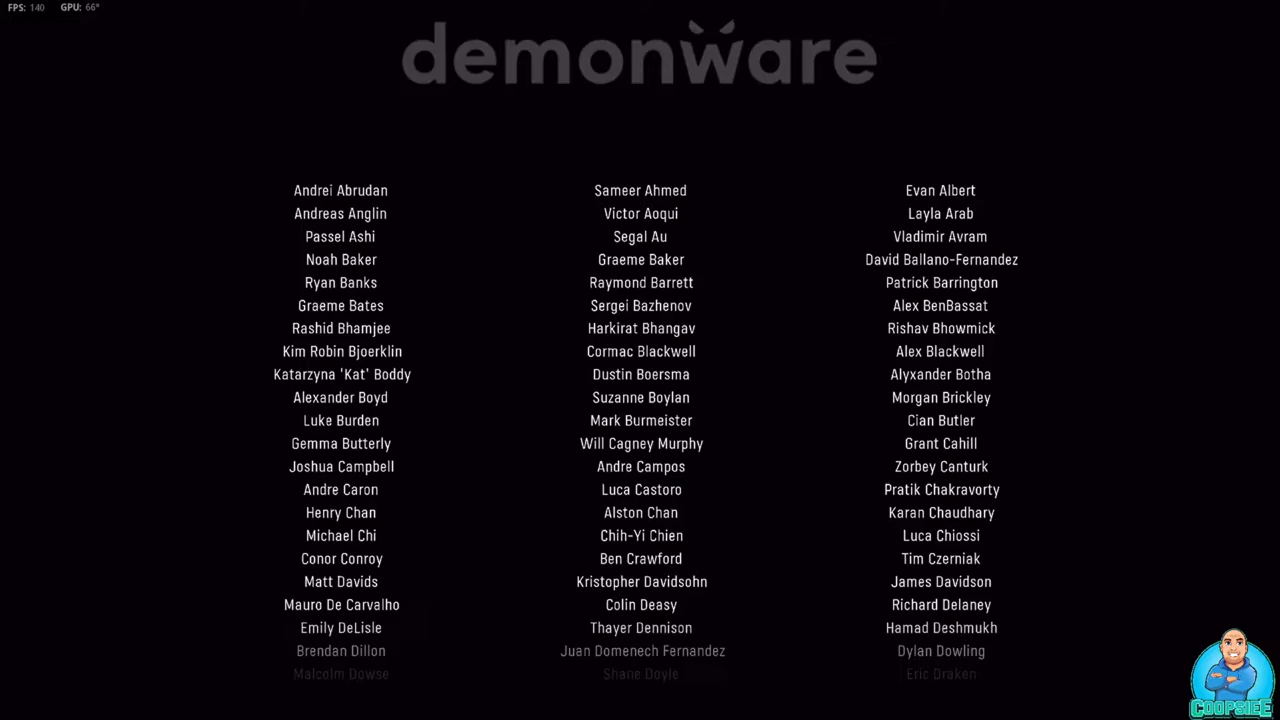 FPS: 140 GPU: 66°
demonware
Andrei Abrudan Sameer Ahmed Evan Albert
Andreas Anglin Victor Aoqui Layla Arab
Passel Ashi Segal Au Vladimir Avram
Noah Baker Graeme Baker David Ballano-Fernandez
Ryan Banks Raymond Barrett Patrick Barrington
Graeme Bates Sergei Bazhenov Alex BenBassat
Rashid Bhamjee Harkirat Bhangav Rishav Bhowmick
Kim Robin Bjoerklin Cormac Blackwell Alex Blackwell
Katarzyna 'Kat' Boddy Dustin Boersma Alyxander Botha
Alexander Boyd Suzanne Boylan Morgan Brickley
Luke Burden Mark Burmeister Cian Butler
Gemma Butterly Will Cagney Murphy Grant Cahill
Joshua Campbell Andre Campos Zorbey Canturk
Andre Caron Luca Castoro Pratik Chakravorty
Henry Chan Alston Chan Karan Chaudhary
Michael Chi Chih-Yi Chien Luca Chiossi
Conor Conroy Ben Crawford Tim Czerniak
Matt Davids Kristopher Davidsohn James Davidson
Mauro De Carvalho Colin Deasy Richard Delaney
Emily DeLisle Thayer Dennison Hamad Deshmukh
Brendan Dillon Juan Domenech Fernandez Dylan Dowling
Malcolm Dowse Shane Doyle Eric Draken
COOPSIEE